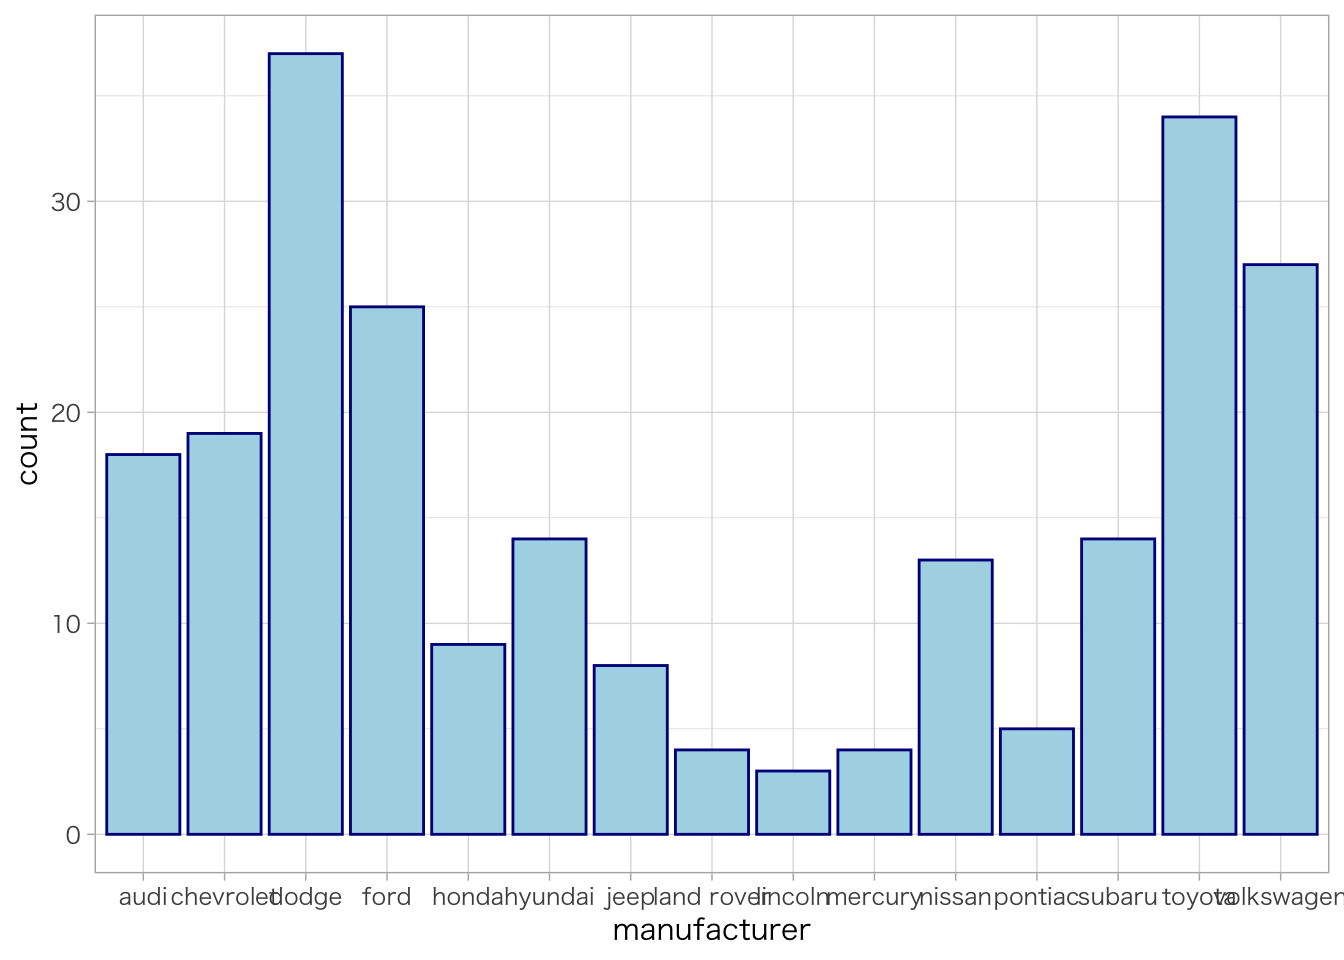 count
30
20
10
0
audi chevrolet dodge ford honda hyundai jeep land rover lincoln mercury nissan pontiac subaru toyota volkswagen
manufacturer